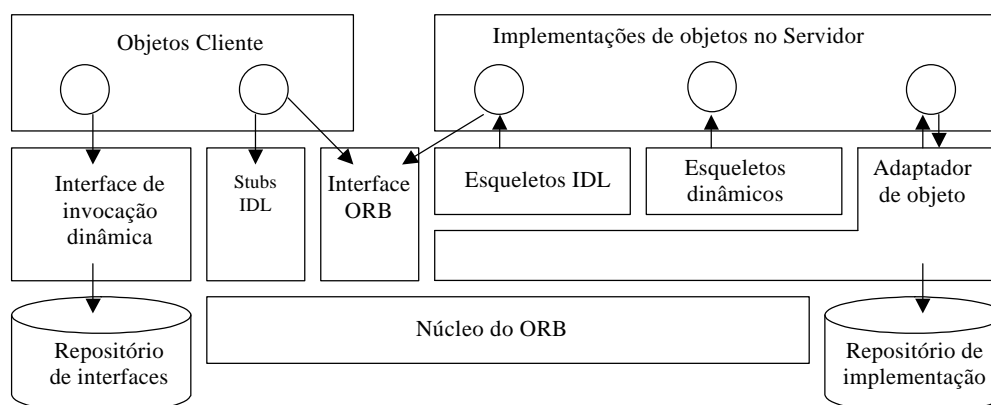 Objetos Cliente
Implementações de objetos no Servidor
Interface de
invocação
dinâmica
Stubs
IDL
Interface
ORB
Esqueletos IDL
Esqueletos
dinâmicos
Adaptador
de objeto
Repositório
de interfaces
Núcleo do ORB
Repositório de
implementação